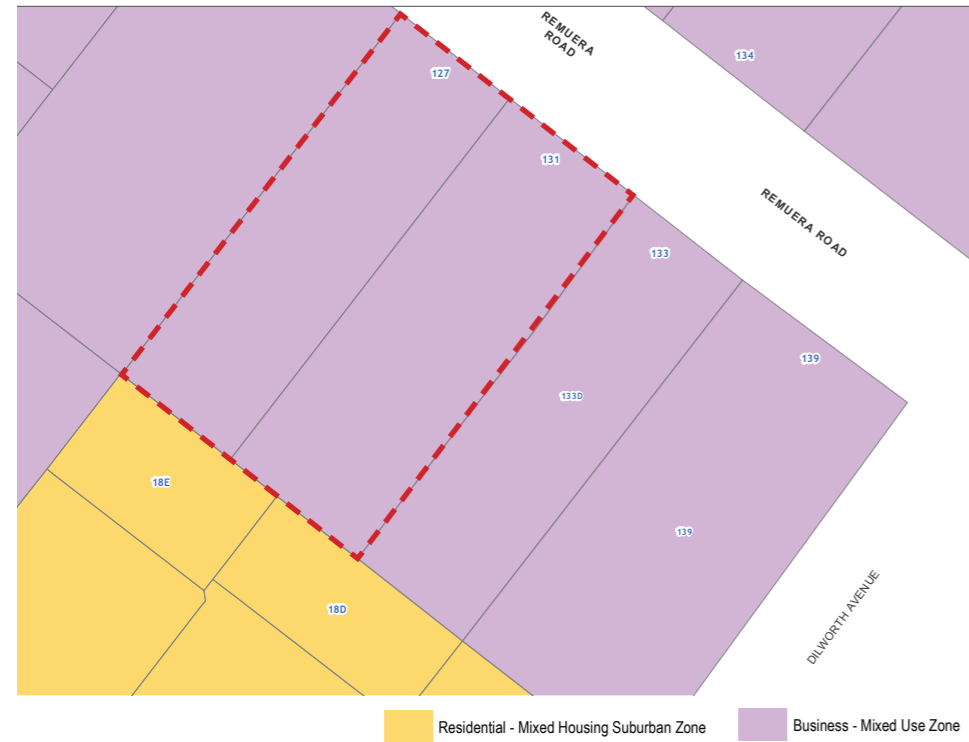 REMUERA
ROAD
134
127
131
REMUERA ROAD
133
139
133D
18E
139
18D
DILWORTH AVENUE
Residential - Mixed Housing Suburban Zone
Business - Mixed Use Zone